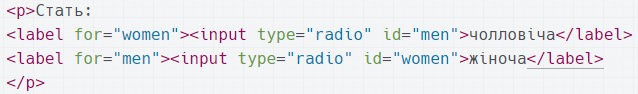 <p>Стать:
<label for="women"><input type="radio" id="men">чолловіча</label>
<label for="men"><input type="radio" id="women">жіноча</label>
</p>